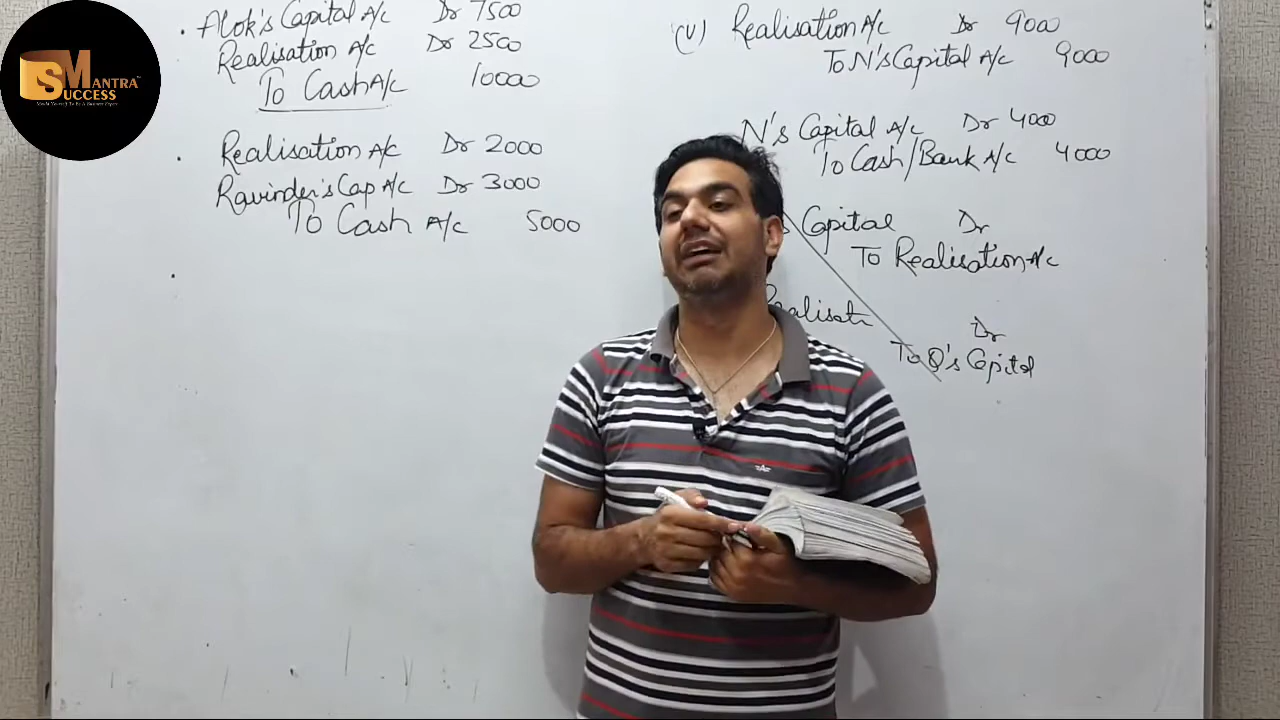 SMANTRA
SUCCESS
. Alok's Capital A/c Dr 7500
Realisation A/c Dr 2500
To Cash A/c 10000
. Realisation A/c Dr 2000
Ravinder's Cap A/c Dr 3000
To Cash A/c 5000
(V) Realisation A/c Dr 9000
To N's Capital A/c 9000
N's Capital A/c Dr 4000
To Cash/Bank A/c 4000
Capital Dr
To Realisation A/c
Realisatn Dr
To Q's Capital